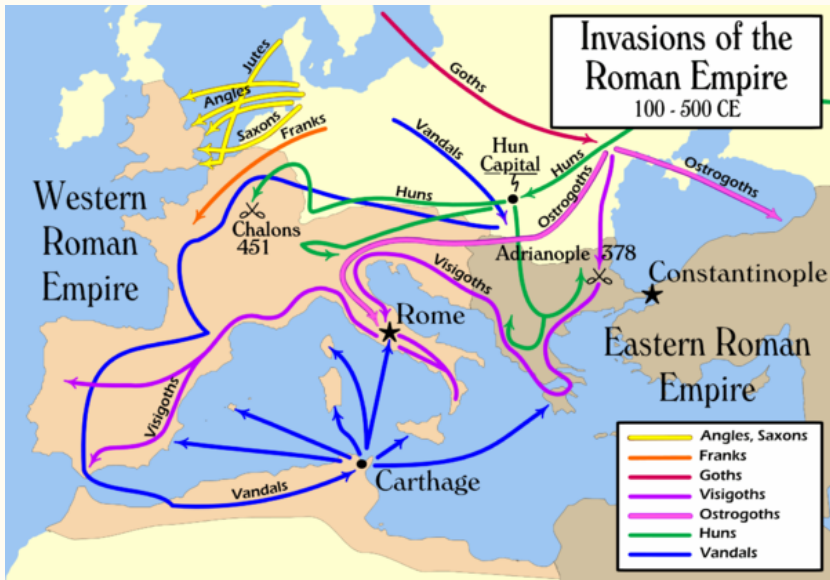 Invasions of the
Roman Empire
100 - 500 CE
Jutes
Angles
Saxons
Franks
Goths
Vandals
Hun
Capital
Huns
Ostrogoths
Huns
Ostrogoths
Western
Roman
Empire
Chalons
451
Visigoths
Adrianople 378
Constantinople
Rome
Eastern Roman
Empire
Visigoths
Vandals
Carthage
Angles, Saxons
Franks
Goths
Visigoths
Ostrogoths
Huns
Vandals